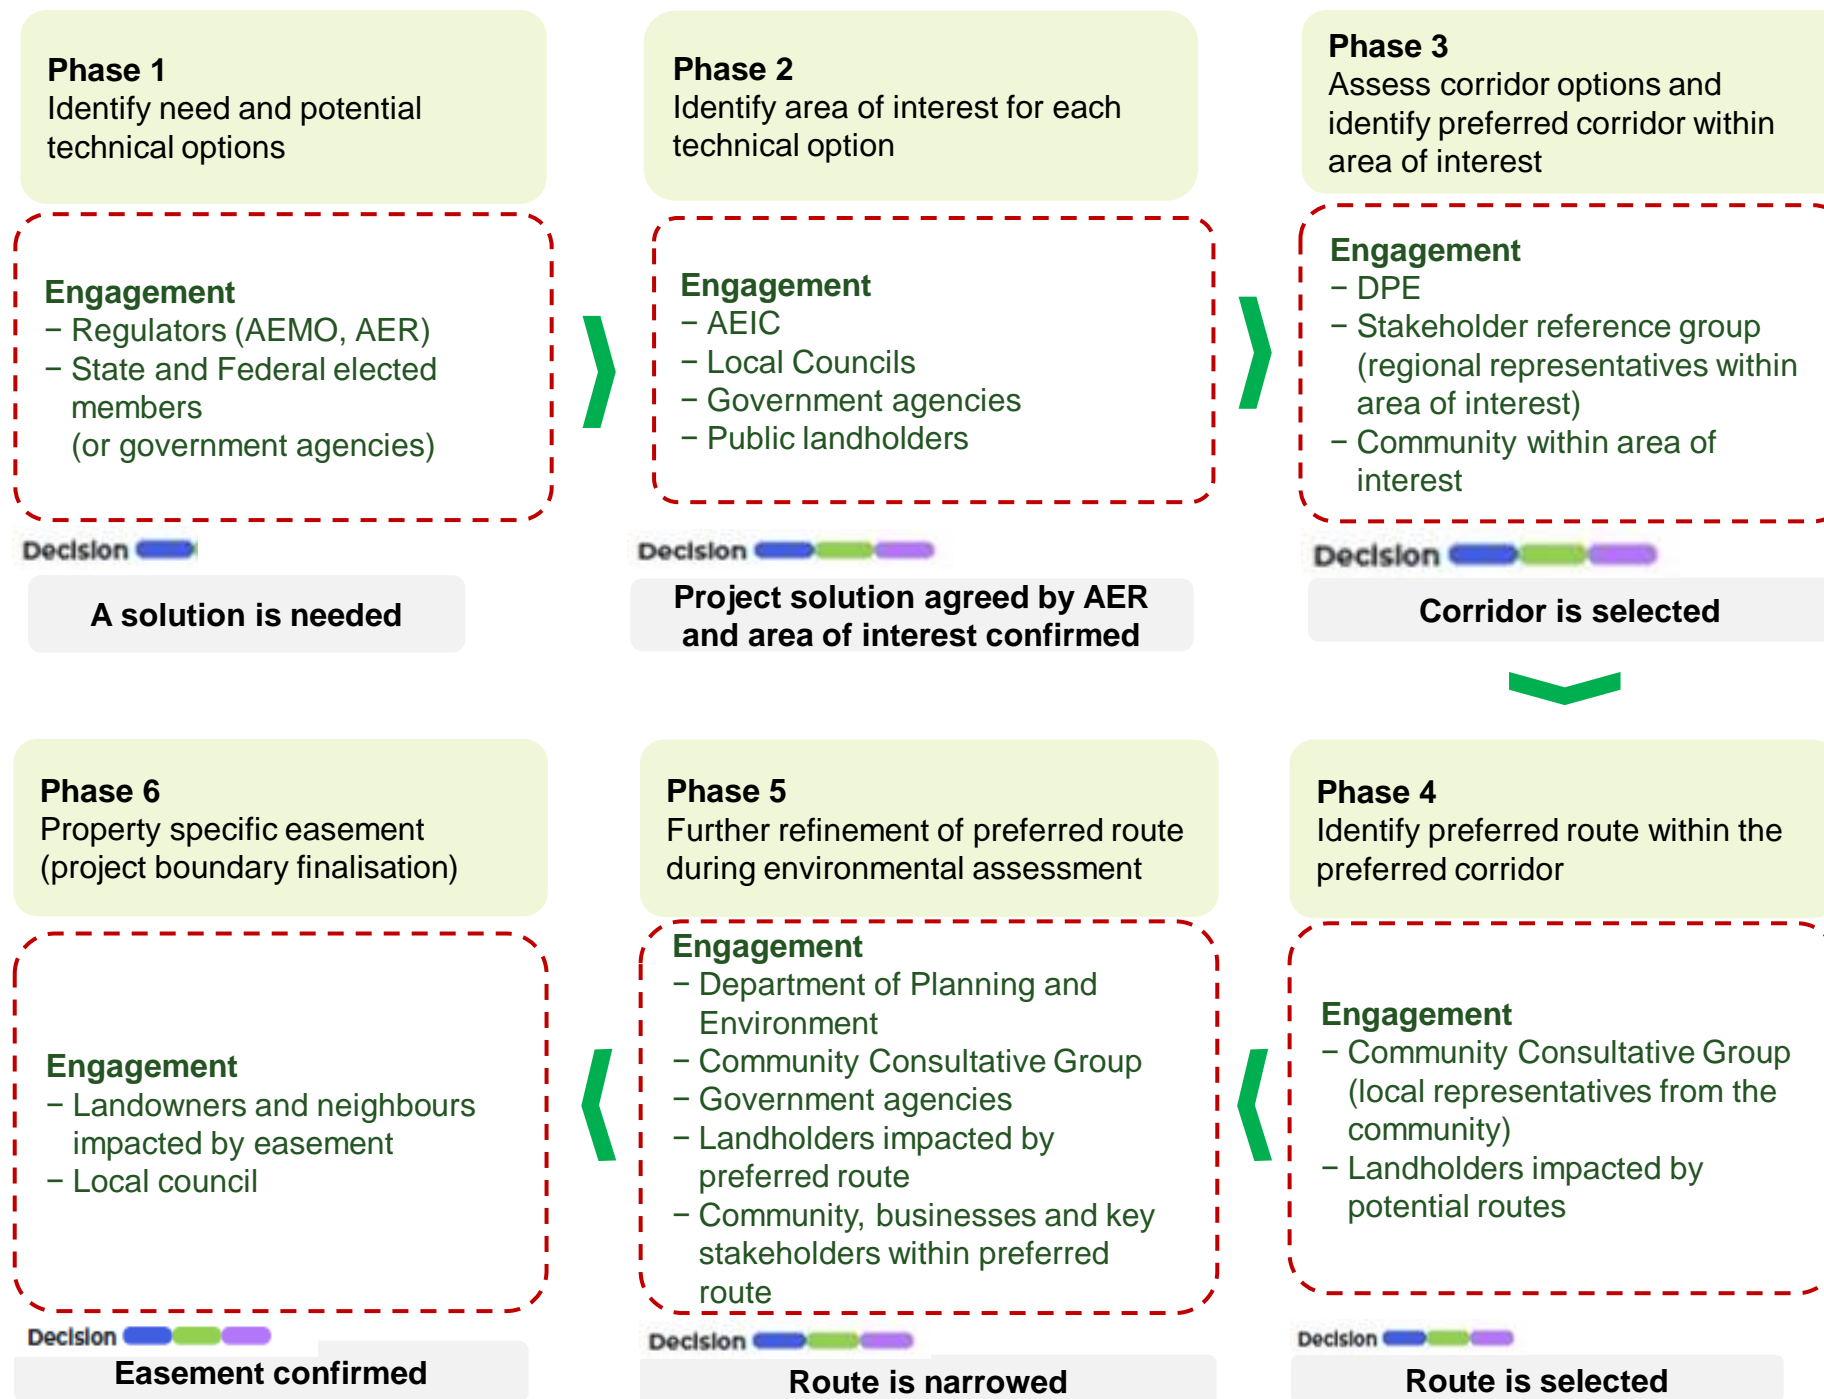 Phase 1
Identify need and potential
technical options
Engagement
− Regulators (AEMO, AER)
− State and Federal elected
members
(or government agencies)
Decision
A solution is needed
Phase 2
Identify area of interest for each
technical option
Engagement
− AEIC
− Local Councils
− Government agencies
− Public landholders
Decision
Project solution agreed by AER
and area of interest confirmed
Phase 3
Assess corridor options and
identify preferred corridor within
area of interest
Engagement
− DPE
− Stakeholder reference group
(regional representatives within
area of interest)
− Community within area of
interest
Decision
Corridor is selected
Phase 4
Identify preferred route within the
preferred corridor
Engagement
− Community Consultative Group
(local representatives from the
community)
− Landholders impacted by
potential routes
Decision
Route is selected
Phase 5
Further refinement of preferred route
during environmental assessment
Engagement
− Department of Planning and
Environment
− Community Consultative Group
− Government agencies
− Landholders impacted by
preferred route
− Community, businesses and key
stakeholders within preferred
route
Decision
Route is narrowed
Phase 6
Property specific easement
(project boundary finalisation)
Engagement
− Landowners and neighbours
impacted by easement
− Local council
Decision
Easement confirmed